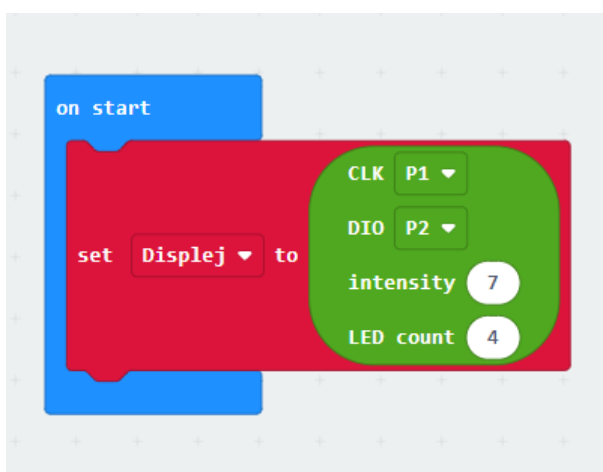 on start
CLK P1
DIO P2
set Displej to
intensity 7
LED count 4